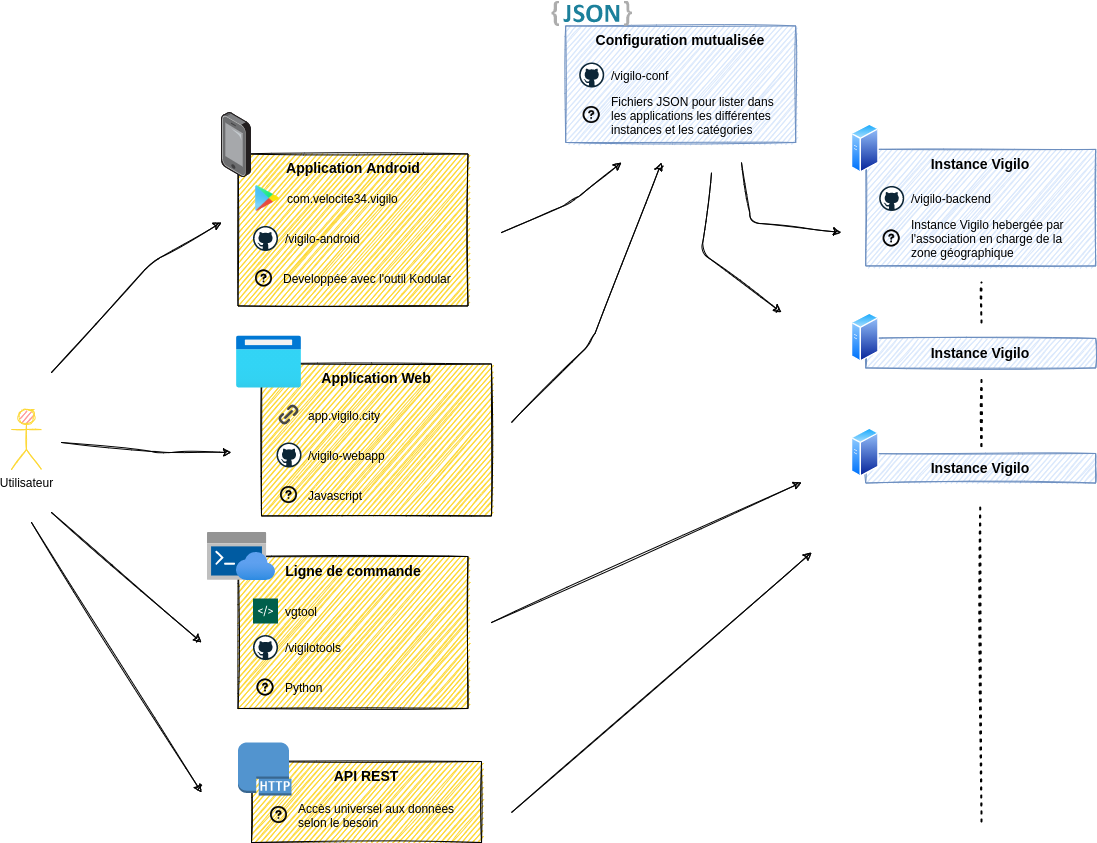 { JSON }
Configuration mutualisée
/vigilo-conf
Fichiers JSON pour lister dans
les applications les différentes
instances et les catégories
Application Android
com.velocite34.vigilo
/vigilo-android
Developpée avec l'outil Kodular
Instance Vigilo
/vigilo-backend
Instance Vigilo hebergée par
l'association en charge de la
zone géographique
Instance Vigilo
Application Web
app.vigilo.city
/vigilo-webapp
Javascript
Instance Vigilo
Utilisateur
Ligne de commande
vgtool
/vigilotools
Python
HTTP
API REST
Accès universel aux données
selon le besoin